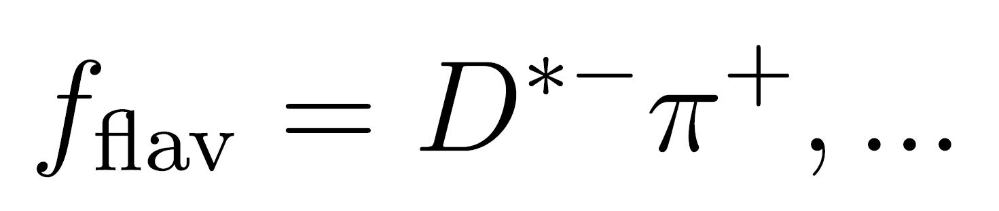 f_flav = D*⁻π⁺, ...